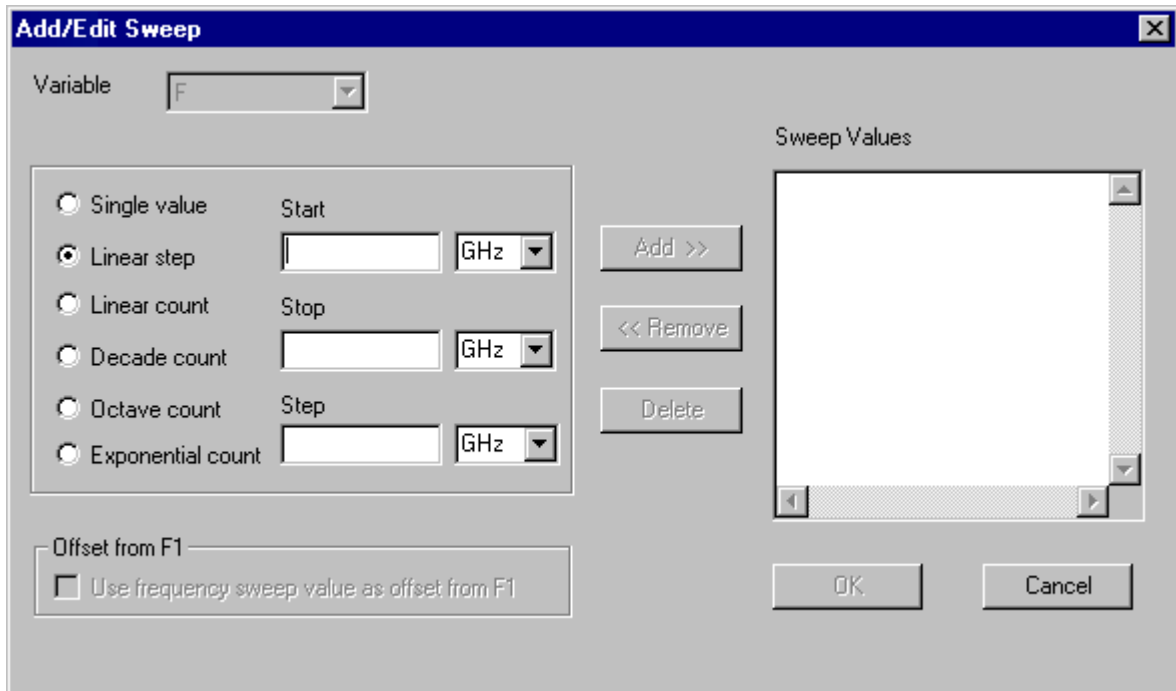 Add/Edit Sweep
Variable
F
Sweep Values
Single value
Start
Linear step
GHz
Add >>
Linear count
Stop
<< Remove
Decade count
GHz
Octave count
Step
Delete
Exponential count
GHz
Offset from F1
Use frequency sweep value as offset from F1
OK
Cancel